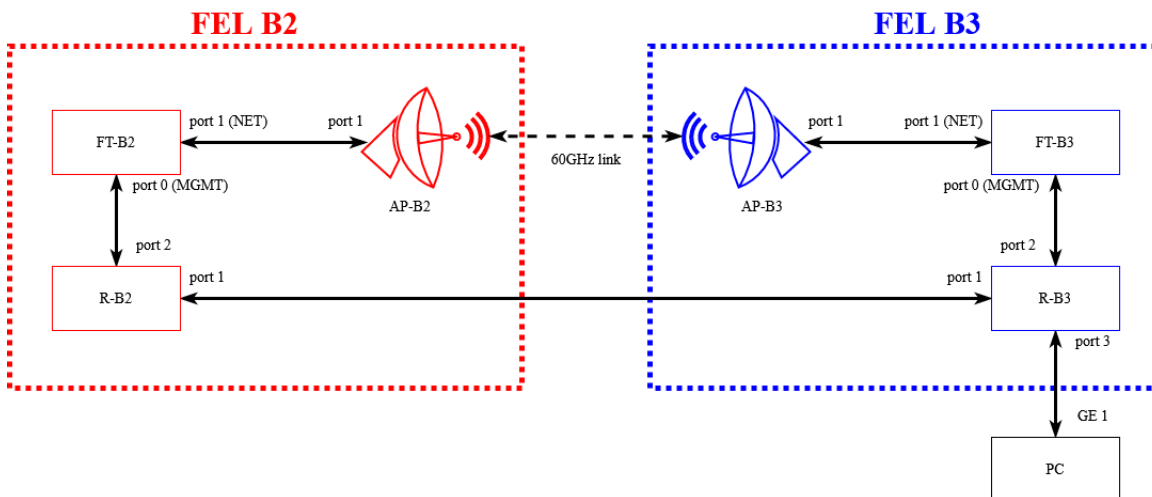 FEL B2
FEL B3
port 1 (NET)
port 1
port 1
port 1 (NET)
FT-B2
FT-B3
60GHz link
port 0 (MGMT)
port 0 (MGMT)
AP-B2
AP-B3
port 2
port 2
port 1
port 1
R-B2
R-B3
port 3
GE 1
PC